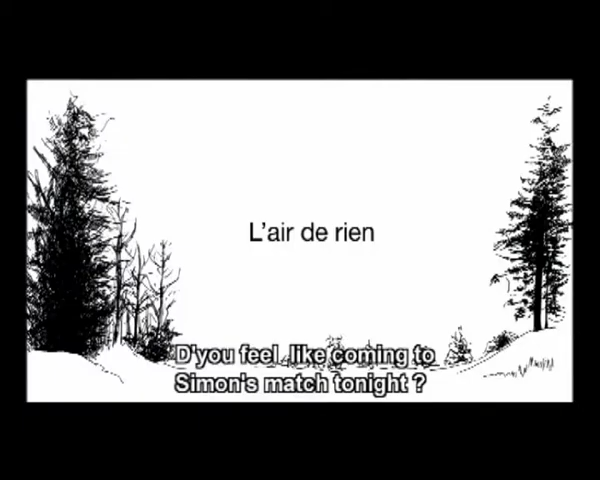 L'air de rien
D'you feel like coming to
Simon's match tonight ?